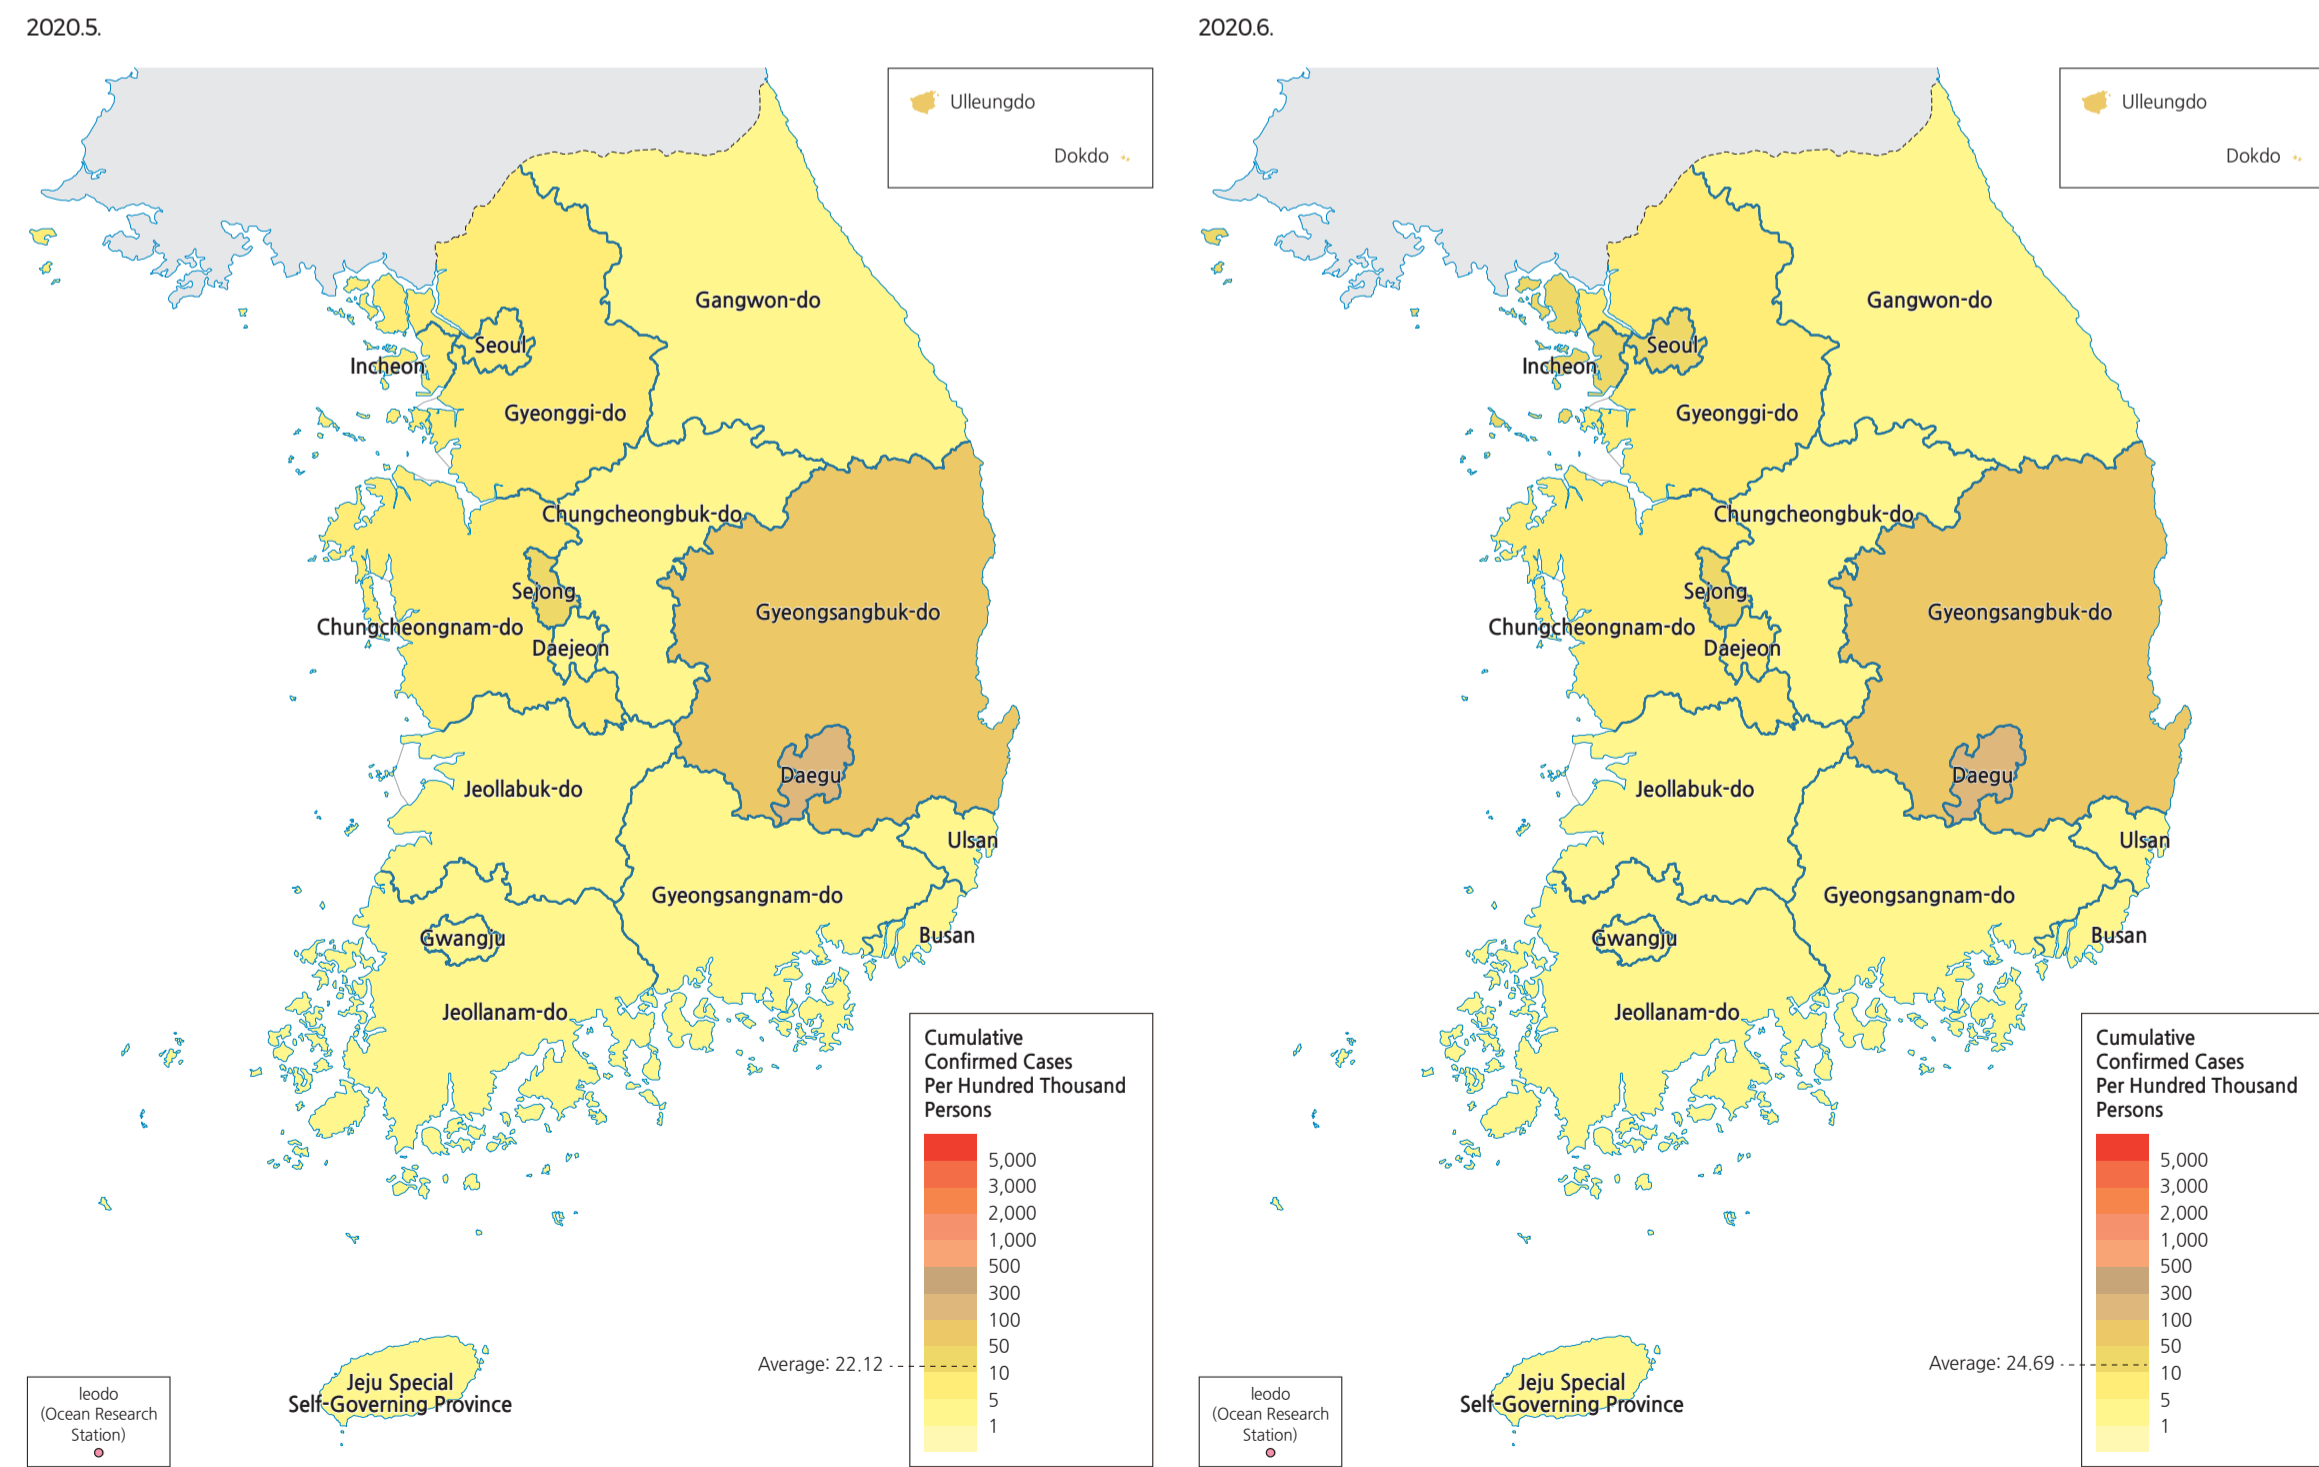 2020.5.
Ulleungdo
Dokdo
Gangwon-do
Seoul
Incheon
Gyeonggi-do
Chungcheongbuk-do
Sejong
Gyeongsangbuk-do
Chungcheongnam-do
Daejeon
Daegu
Jeollabuk-do
Ulsan
Gyeongsangnam-do
Busan
Gwangju
Jeollanam-do
Cumulative
Confirmed Cases
Per Hundred Thousand
Persons
5,000
3,000
2,000
1,000
500
300
100
50
Average: 22.12
10
5
1
Jeju Special
Self-Governing Province
Ieodo
(Ocean Research
Station)
2020.6.
Ulleungdo
Dokdo
Gangwon-do
Seoul
Incheon
Gyeonggi-do
Chungcheongbuk-do
Sejong
Gyeongsangbuk-do
Chungcheongnam-do
Daejeon
Daegu
Jeollabuk-do
Ulsan
Gyeongsangnam-do
Busan
Gwangju
Jeollanam-do
Cumulative
Confirmed Cases
Per Hundred Thousand
Persons
5,000
3,000
2,000
1,000
500
300
100
50
Average: 24.69
10
5
1
Jeju Special
Self-Governing Province
Ieodo
(Ocean Research
Station)